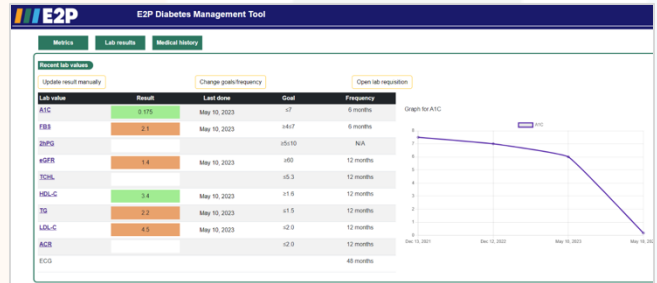 E2P
E2P Diabetes Management Tool
Metrics
Lab results
Medical history
Recent lab values
Update result manually
Change goals/frequency
Open lab requisition
Lab value Result Last done Goal Frequency
A1C 0.175 May 10, 2023 ≤7 6 months
FBS 2.1 May 10, 2023 ≥4≤7 6 months
2hPG ≥5≤10 N/A
eGFR 1.4 May 10, 2023 ≥60 12 months
TCHL ≤5.3 12 months
HDL-C 3.4 May 10, 2023 ≥1.6 12 months
TG 2.2 May 10, 2023 ≤1.5 12 months
LDL-C 4.5 May 10, 2023 ≤2.0 12 months
ACR ≤2.0 12 months
ECG 48 months
Graph for A1C
A1C
8
7
6
5
4
3
2
1
0
Dec 13, 2021 Dec 13, 2022 May 10, 2023